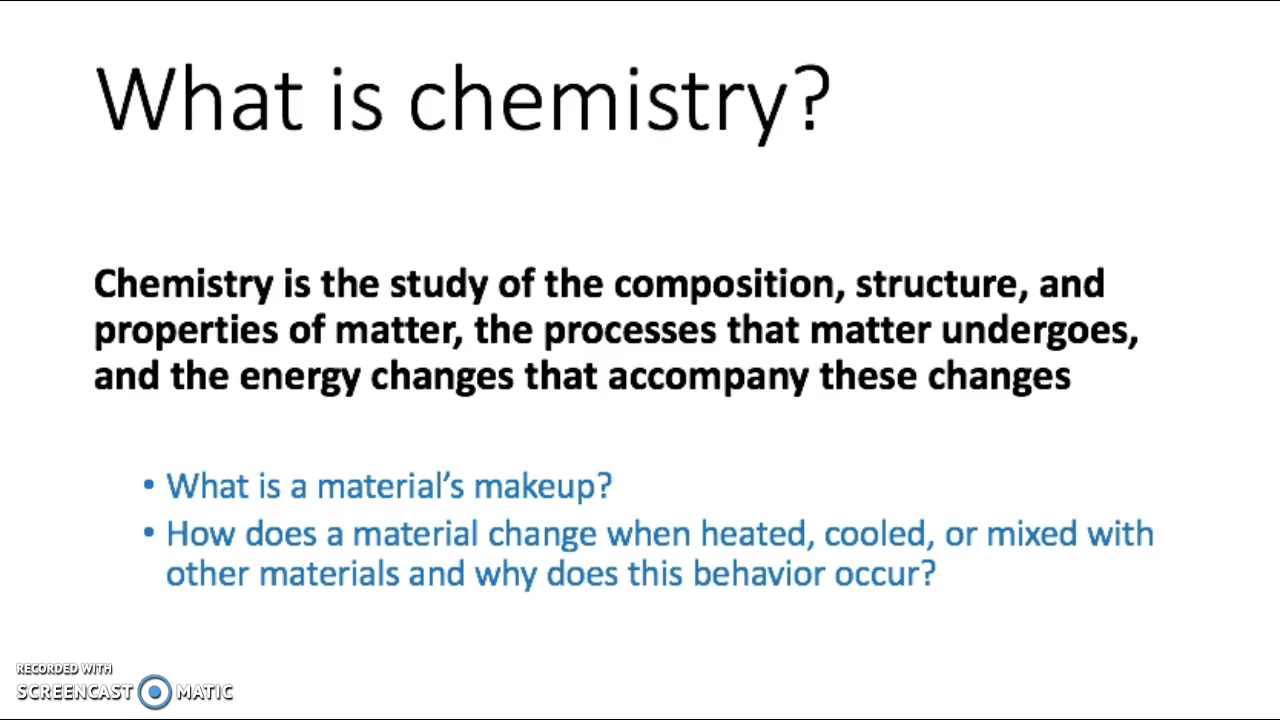 What is chemistry?
Chemistry is the study of the composition, structure, and
properties of matter, the processes that matter undergoes,
and the energy changes that accompany these changes
• What is a material's makeup?
• How does a material change when heated, cooled, or mixed with
other materials and why does this behavior occur?
RECORDED WITH
SCREENCAST MATIC